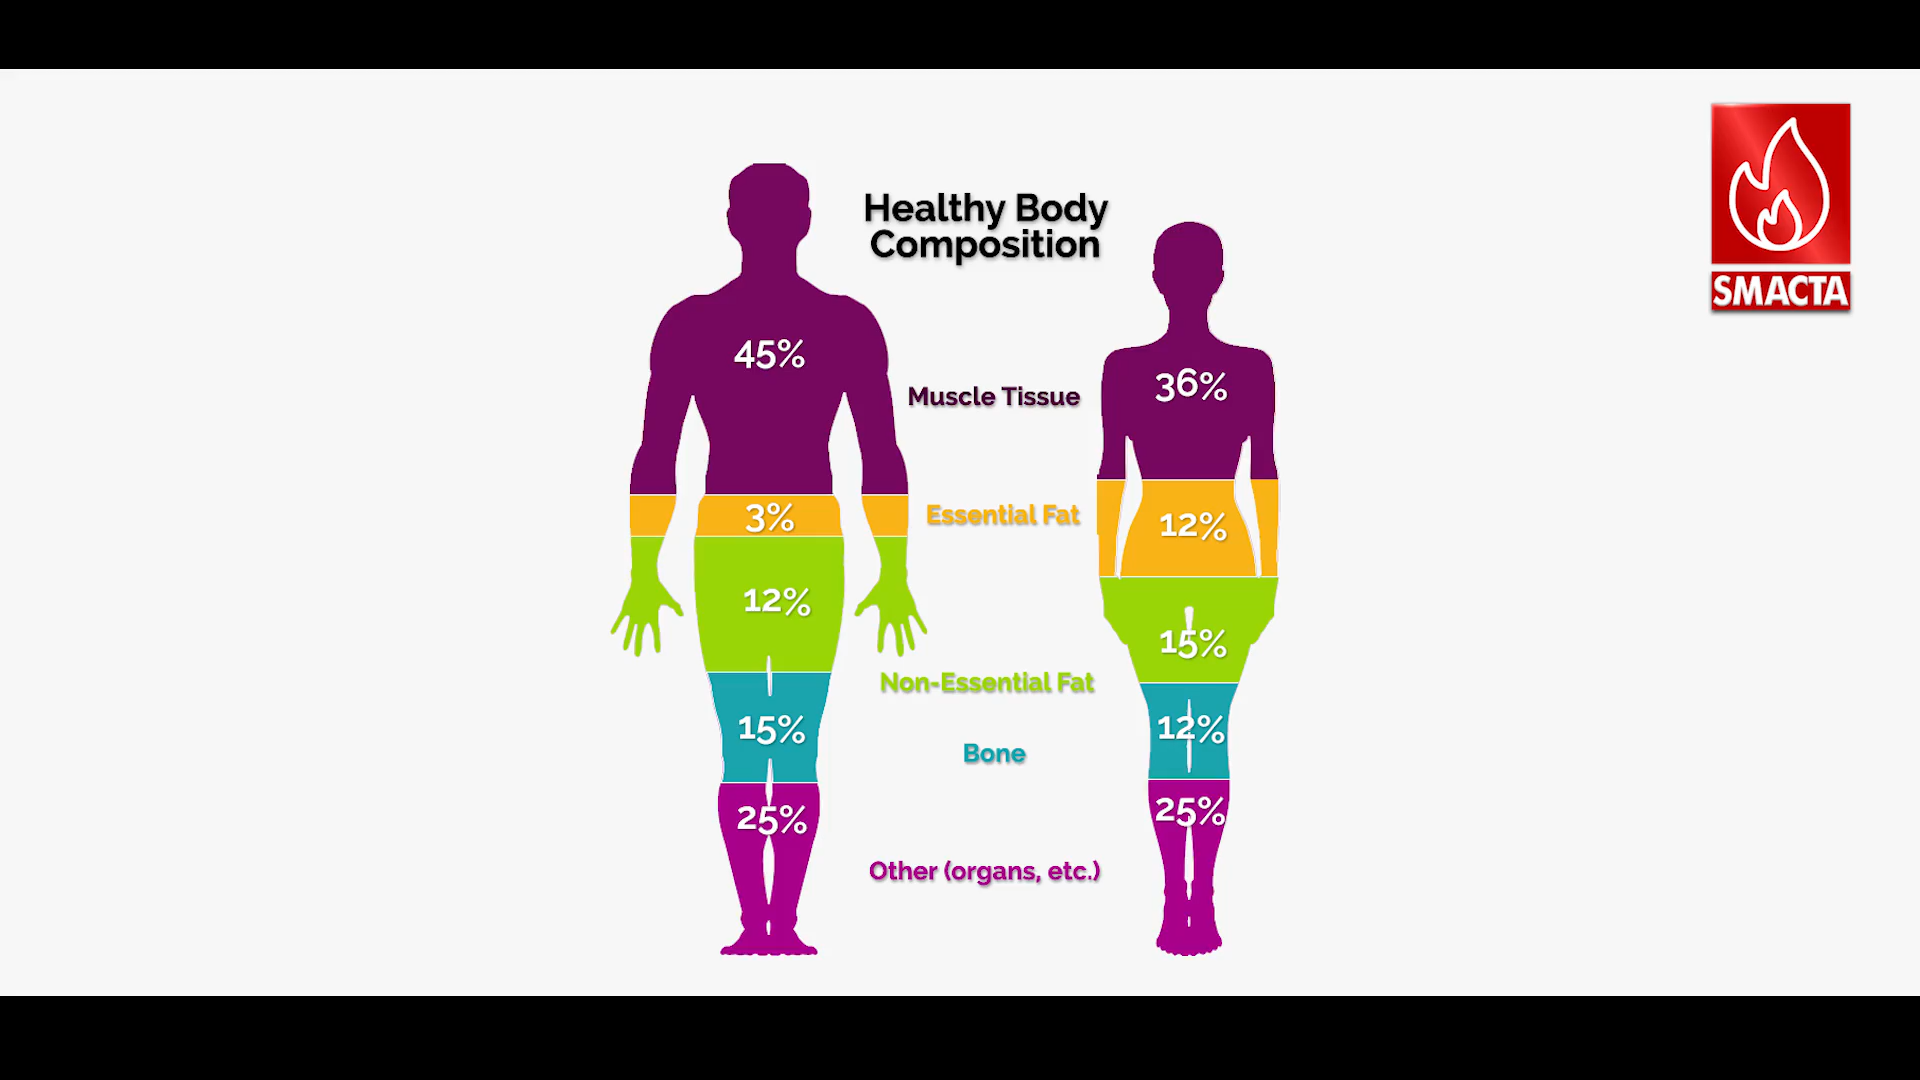 Healthy Body
Composition
SMACTA
45%
36%
Muscle Tissue
3%
Essential Fat
12%
12%
15%
Non-Essential Fat
15%
12%
Bone
25%
25%
Other (organs, etc.)